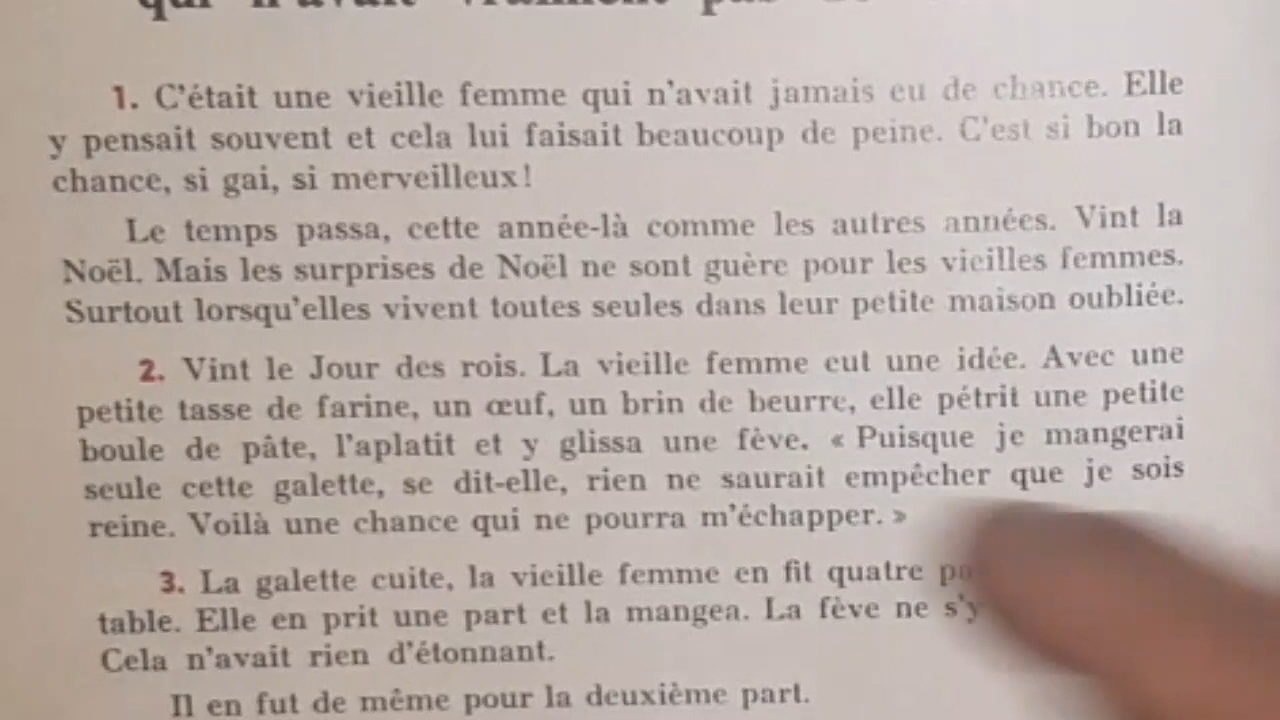 qui n'avait vraiment pas de
1. C'était une vieille femme qui n'avait jamais eu de chance. Elle
y pensait souvent et cela lui faisait beaucoup de peine. C'est si bon la
chance, si gai, si merveilleux!
Le temps passa, cette année-là comme les autres années. Vint la
Noël. Mais les surprises de Noël ne sont guère pour les vieilles femmes.
Surtout lorsqu'elles vivent toutes seules dans leur petite maison oubliée.
2. Vint le Jour des rois. La vieille femme eut une idée. Avec une
petite tasse de farine, un œuf, un brin de beurre, elle pétrit une petite
boule de pâte, l'aplatit et y glissa une fève. « Puisque je mangerai
seule cette galette, se dit-elle, rien ne saurait empêcher que je sois
reine. Voilà une chance qui ne pourra m'échapper. »
3. La galette cuite, la vieille femme en fit quatre
table. Elle en prit une part et la mangea. La fève ne s'y
Cela n'avait rien d'étonnant.
Il en fut de même pour la deuxième part.